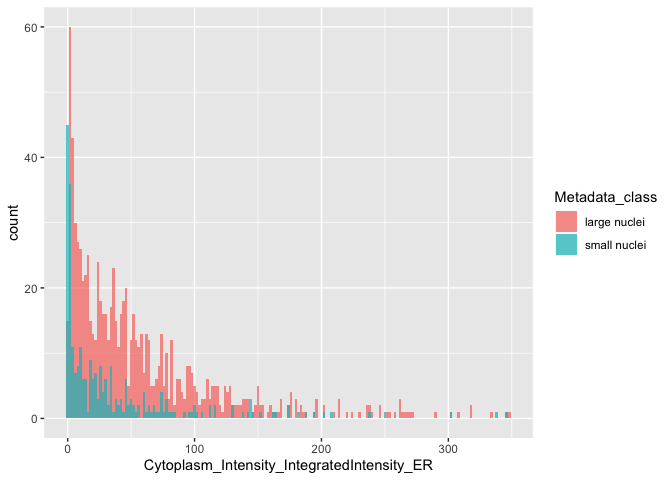 60
40
20
0
count
0
100
200
300
Cytoplasm_Intensity_IntegratedIntensity_ER
Metadata_class
large nuclei
small nuclei